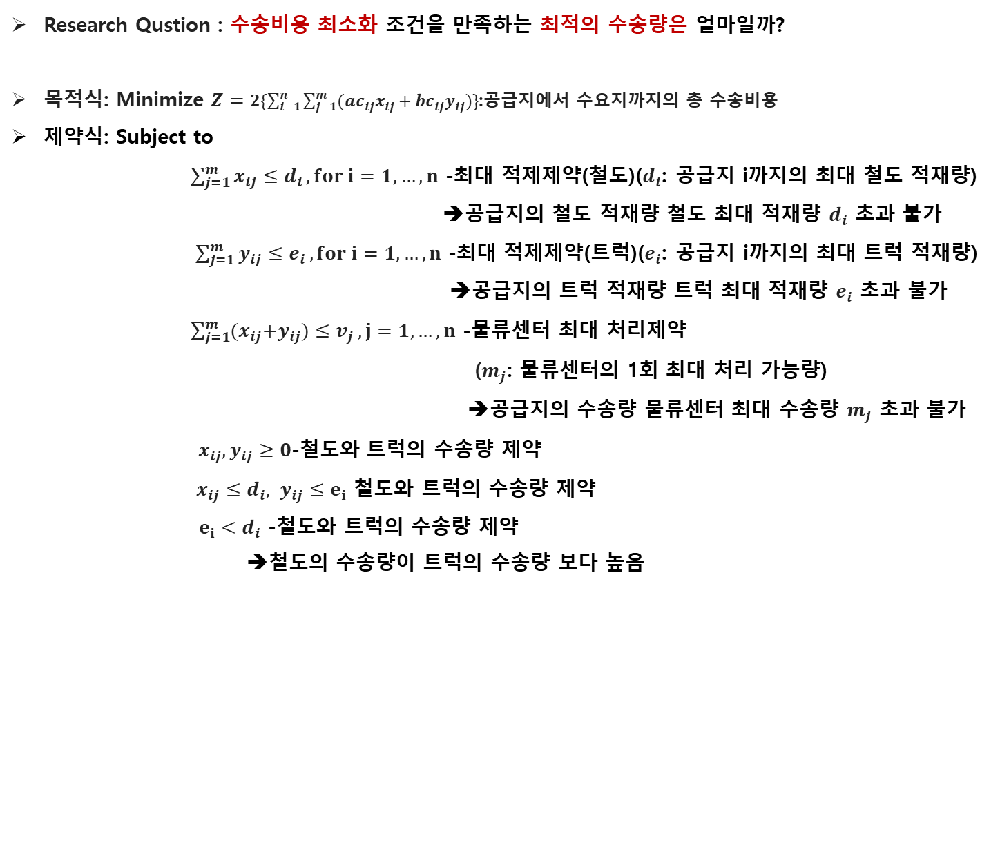 ➢ Research Qustion : 수송비용 최소화 조건을 만족하는 최적의 수송량은 얼마일까?
➢ 목적식: Minimize $Z = 2\{\sum_{i=1}^{n}\sum_{j=1}^{m}(ac_{ij}x_{ij} + bc_{ij}y_{ij})\}$:공급지에서 수요지까지의 총 수송비용
➢ 제약식: Subject to
$\sum_{j=1}^{m} x_{ij} \leq d_i$ , for i = 1, … , n -최대 적제제약(철도)($d_i$: 공급지 i까지의 최대 철도 적재량)
➔공급지의 철도 적재량 철도 최대 적재량 $d_i$ 초과 불가
$\sum_{j=1}^{m} y_{ij} \leq e_i$ , for i = 1, … , n -최대 적제제약(트럭)($e_i$: 공급지 i까지의 최대 트럭 적재량)
➔공급지의 트럭 적재량 트럭 최대 적재량 $e_i$ 초과 불가
$\sum_{j=1}^{m}(x_{ij}+y_{ij}) \leq v_j$ , j = 1, … , n -물류센터 최대 처리제약
($m_j$: 물류센터의 1회 최대 처리 가능량)
➔공급지의 수송량 물류센터 최대 수송량 $m_j$ 초과 불가
$x_{ij}, y_{ij} \geq 0$-철도와 트럭의 수송량 제약
$x_{ij} \leq d_i$, $y_{ij} \leq e_i$ 철도와 트럭의 수송량 제약
$e_i < d_i$ -철도와 트럭의 수송량 제약
➔철도의 수송량이 트럭의 수송량 보다 높음